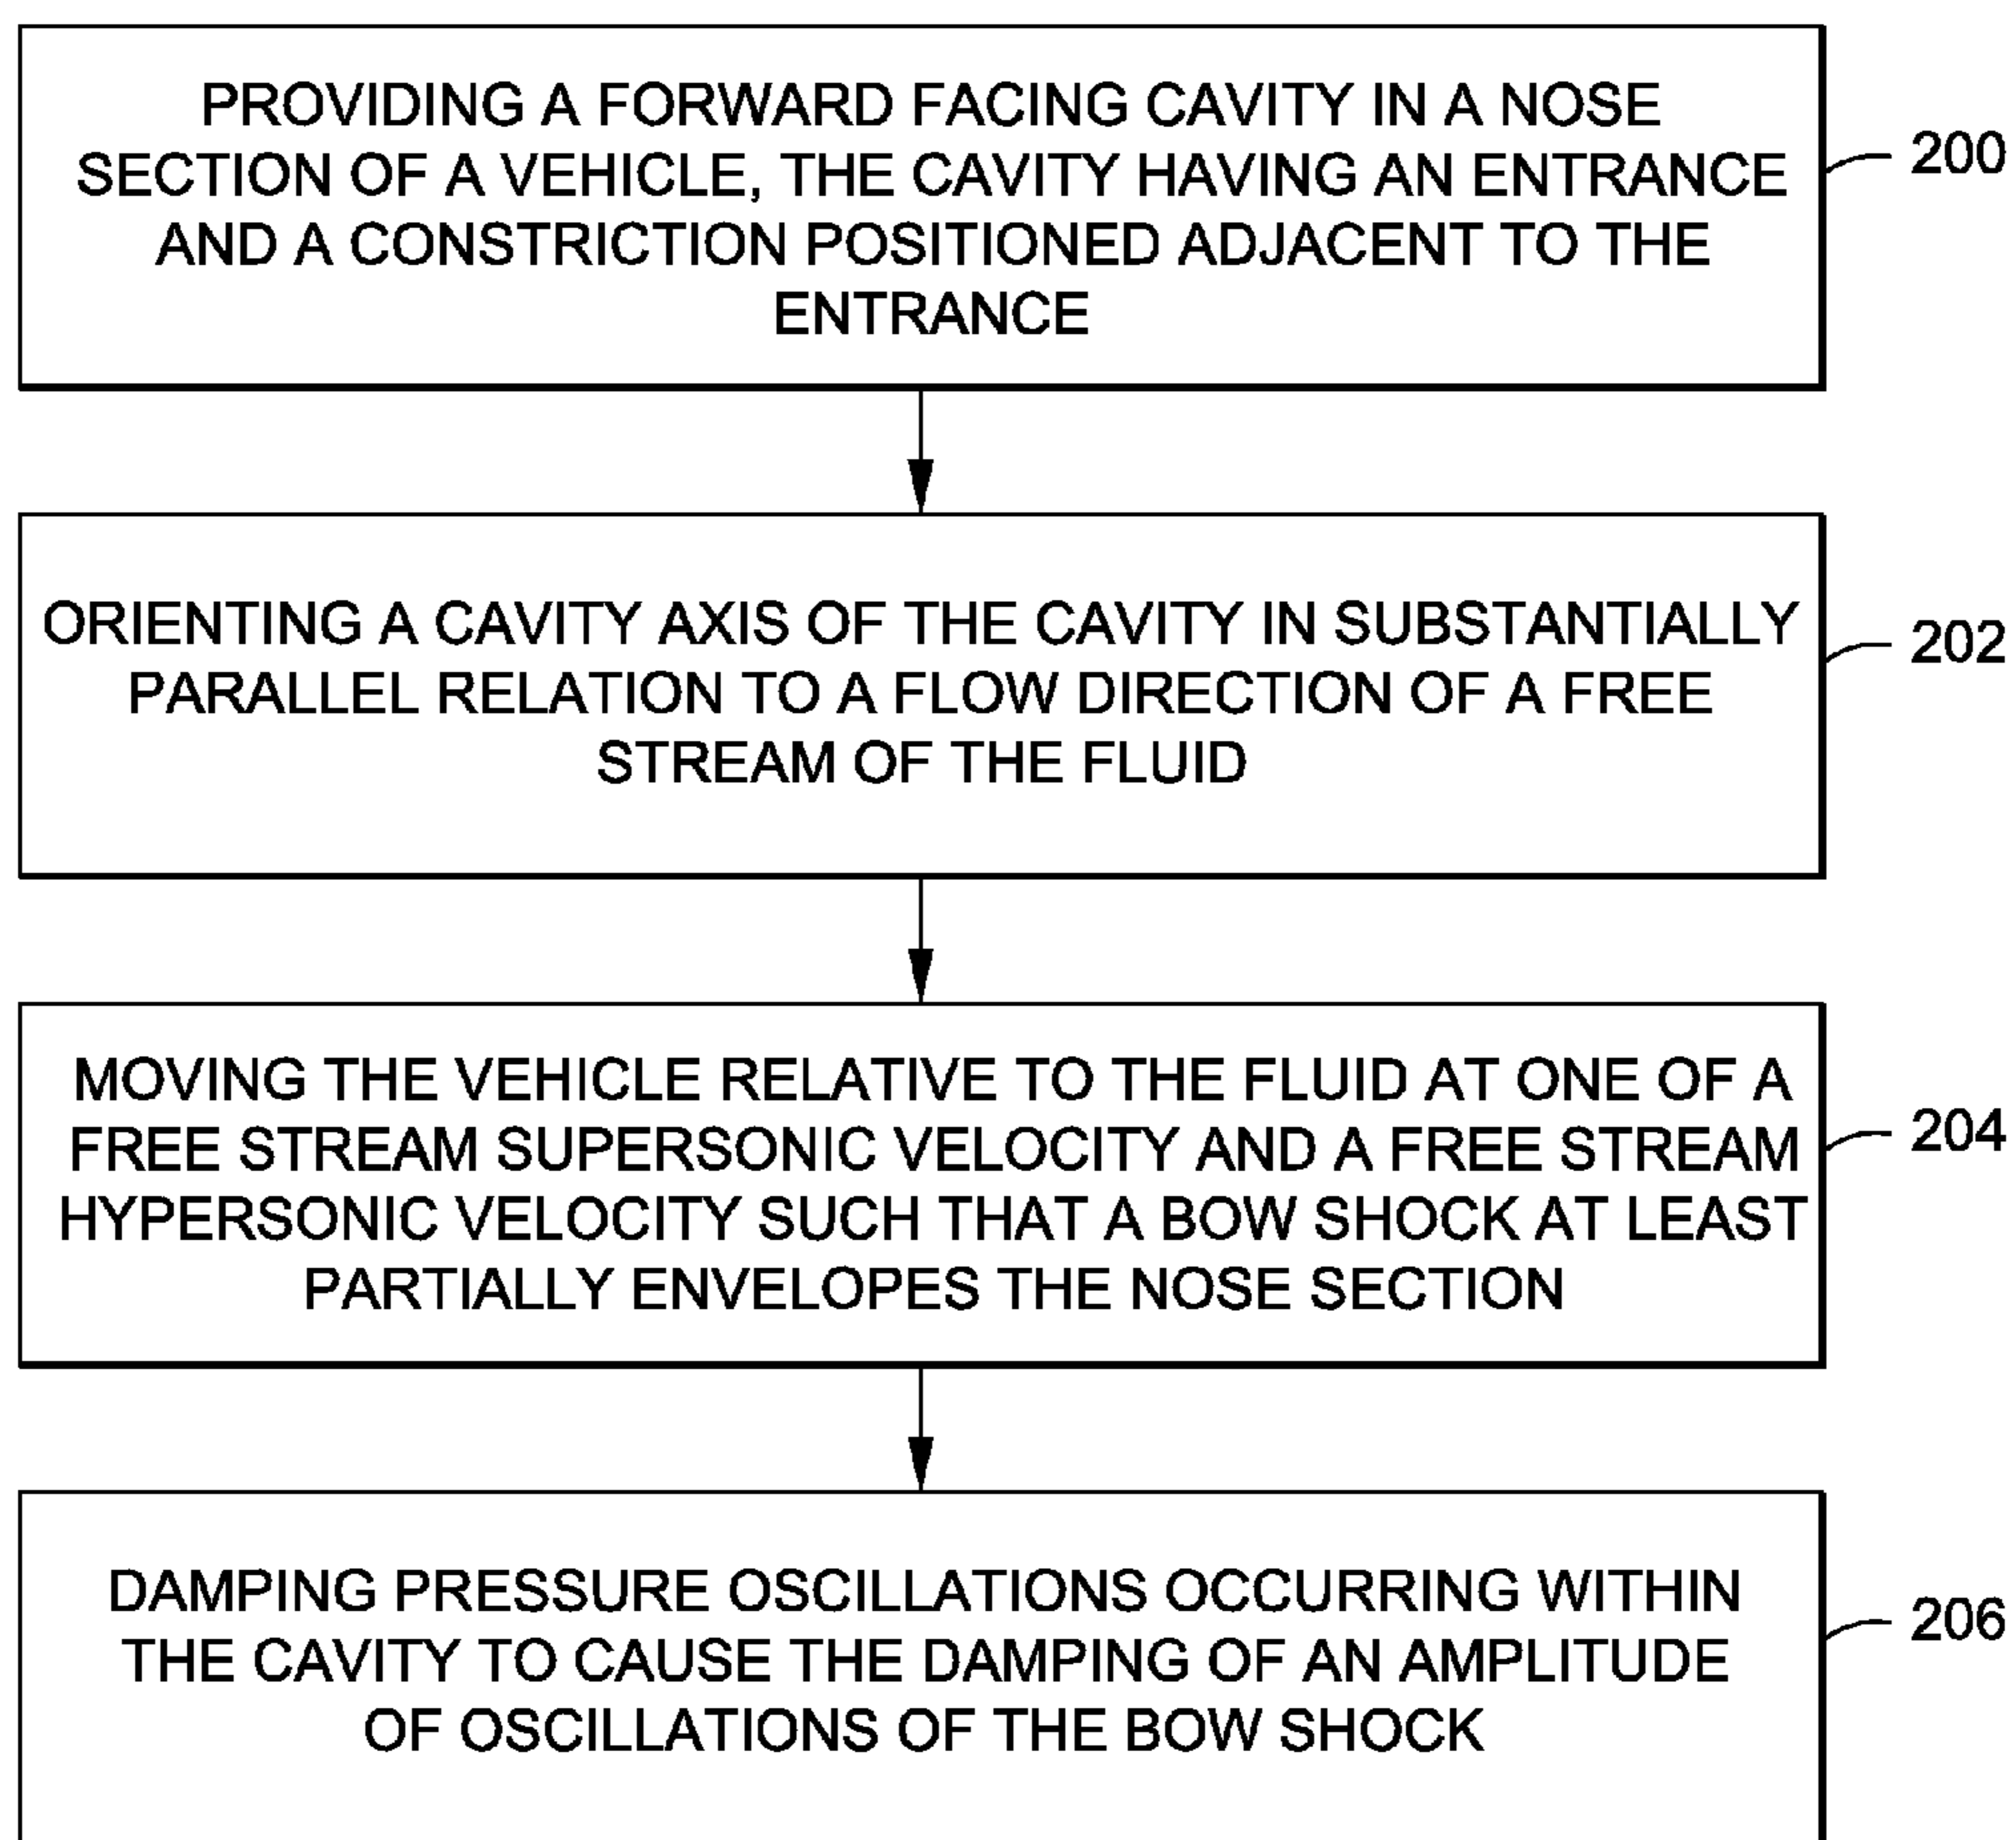 PROVIDING A FORWARD FACING CAVITY IN A NOSE
SECTION OF A VEHICLE, THE CAVITY HAVING AN ENTRANCE
AND A CONSTRICTION POSITIONED ADJACENT TO THE
ENTRANCE
200
ORIENTING A CAVITY AXIS OF THE CAVITY IN SUBSTANTIALLY
PARALLEL RELATION TO A FLOW DIRECTION OF A FREE
STREAM OF THE FLUID
202
MOVING THE VEHICLE RELATIVE TO THE FLUID AT ONE OF A
FREE STREAM SUPERSONIC VELOCITY AND A FREE STREAM
HYPERSONIC VELOCITY SUCH THAT A BOW SHOCK AT LEAST
PARTIALLY ENVELOPES THE NOSE SECTION
204
DAMPING PRESSURE OSCILLATIONS OCCURRING WITHIN
THE CAVITY TO CAUSE THE DAMPING OF AN AMPLITUDE
OF OSCILLATIONS OF THE BOW SHOCK
206